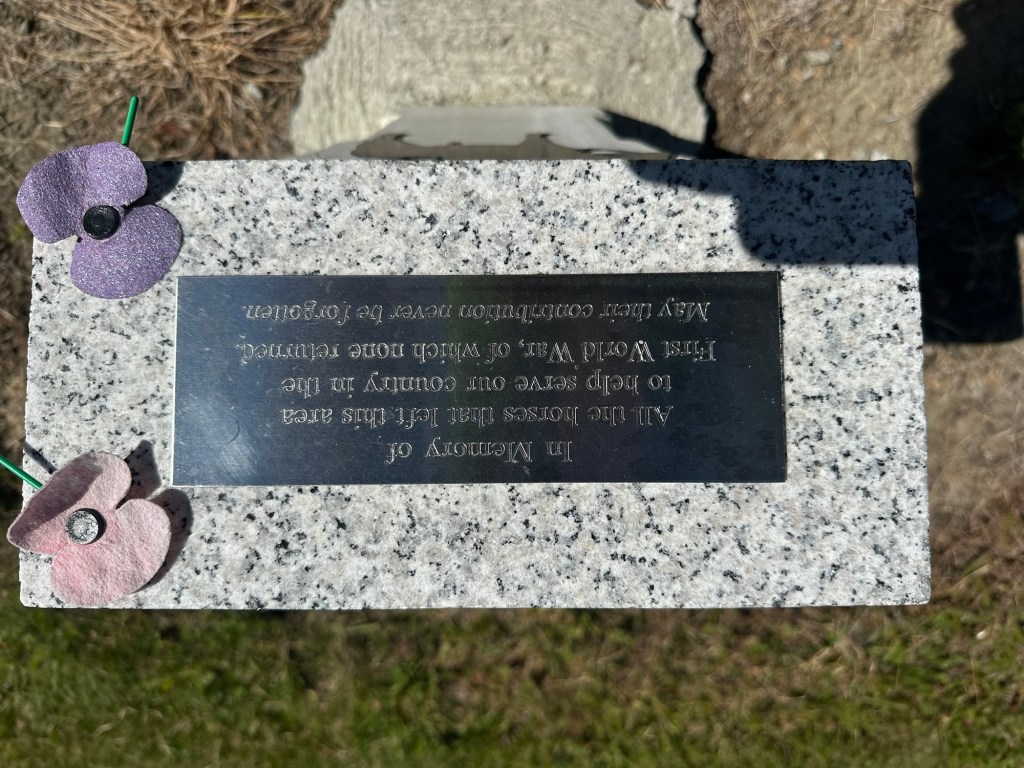 In Memory of
All the horses that left this area
to help serve our country in the
First World War, of which none returned.
May their contribution never be forgotten